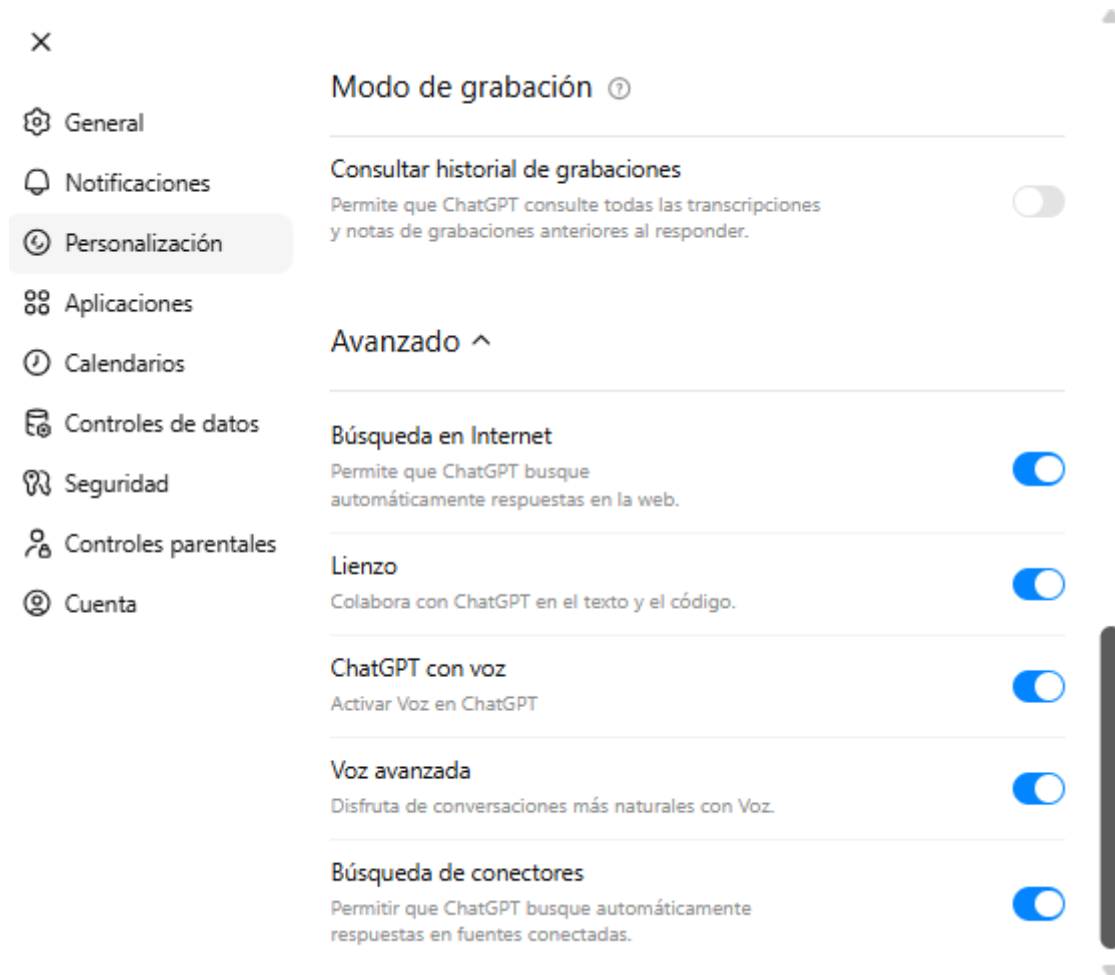 General
Notificaciones
Personalización
Aplicaciones
Calendarios
Controles de datos
Seguridad
Controles parentales
Cuenta
Modo de grabación
Consultar historial de grabaciones
Permite que ChatGPT consulte todas las transcripciones
y notas de grabaciones anteriores al responder.
Avanzado
Búsqueda en Internet
Permite que ChatGPT busque
automáticamente respuestas en la web.
Lienzo
Colabora con ChatGPT en el texto y el código.
ChatGPT con voz
Activar Voz en ChatGPT
Voz avanzada
Disfruta de conversaciones más naturales con Voz.
Búsqueda de conectores
Permitir que ChatGPT busque automáticamente
respuestas en fuentes conectadas.